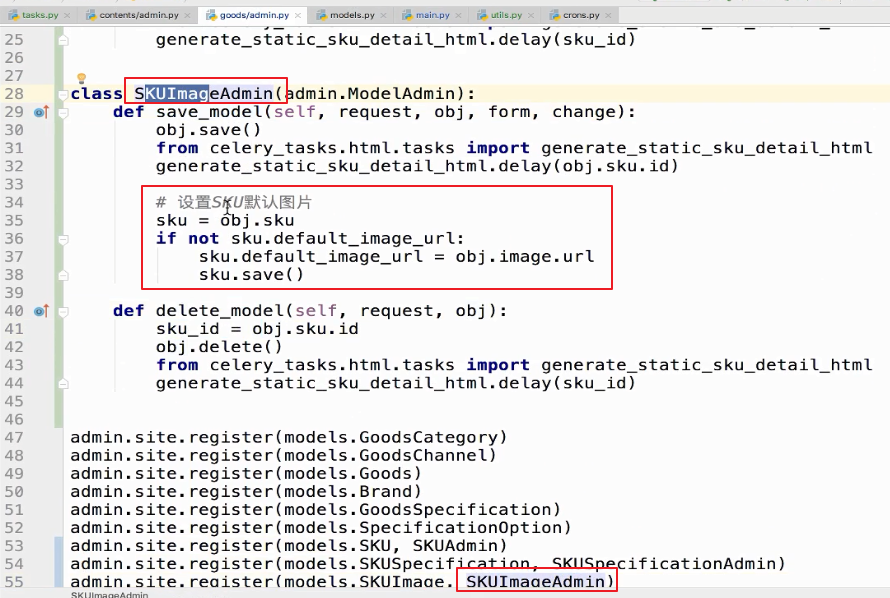 tasks.py × contents/admin.py × goods/admin.py × models.py × main.py × utils.py × crons.py ×
25 generate_static_sku_detail_html.delay(sku_id)
26
27
28 class SKUImageAdmin(admin.ModelAdmin):
29 def save_model(self, request, obj, form, change):
30 obj.save()
31 from celery_tasks.html.tasks import generate_static_sku_detail_html
32 generate_static_sku_detail_html.delay(obj.sku.id)
33
34 # 设置SKU默认图片
35 sku = obj.sku
36 if not sku.default_image_url:
37 sku.default_image_url = obj.image.url
38 sku.save()
39
40 def delete_model(self, request, obj):
41 sku_id = obj.sku.id
42 obj.delete()
43 from celery_tasks.html.tasks import generate_static_sku_detail_html
44 generate_static_sku_detail_html.delay(sku_id)
45
46
47 admin.site.register(models.GoodsCategory)
48 admin.site.register(models.GoodsChannel)
49 admin.site.register(models.Goods)
50 admin.site.register(models.Brand)
51 admin.site.register(models.GoodsSpecification)
52 admin.site.register(models.SpecificationOption)
53 admin.site.register(models.SKU, SKUAdmin)
54 admin.site.register(models.SKUSpecification, SKUSpecificationAdmin)
55 admin.site.register(models.SKUImage, SKUImageAdmin)
SKUImageAdmin